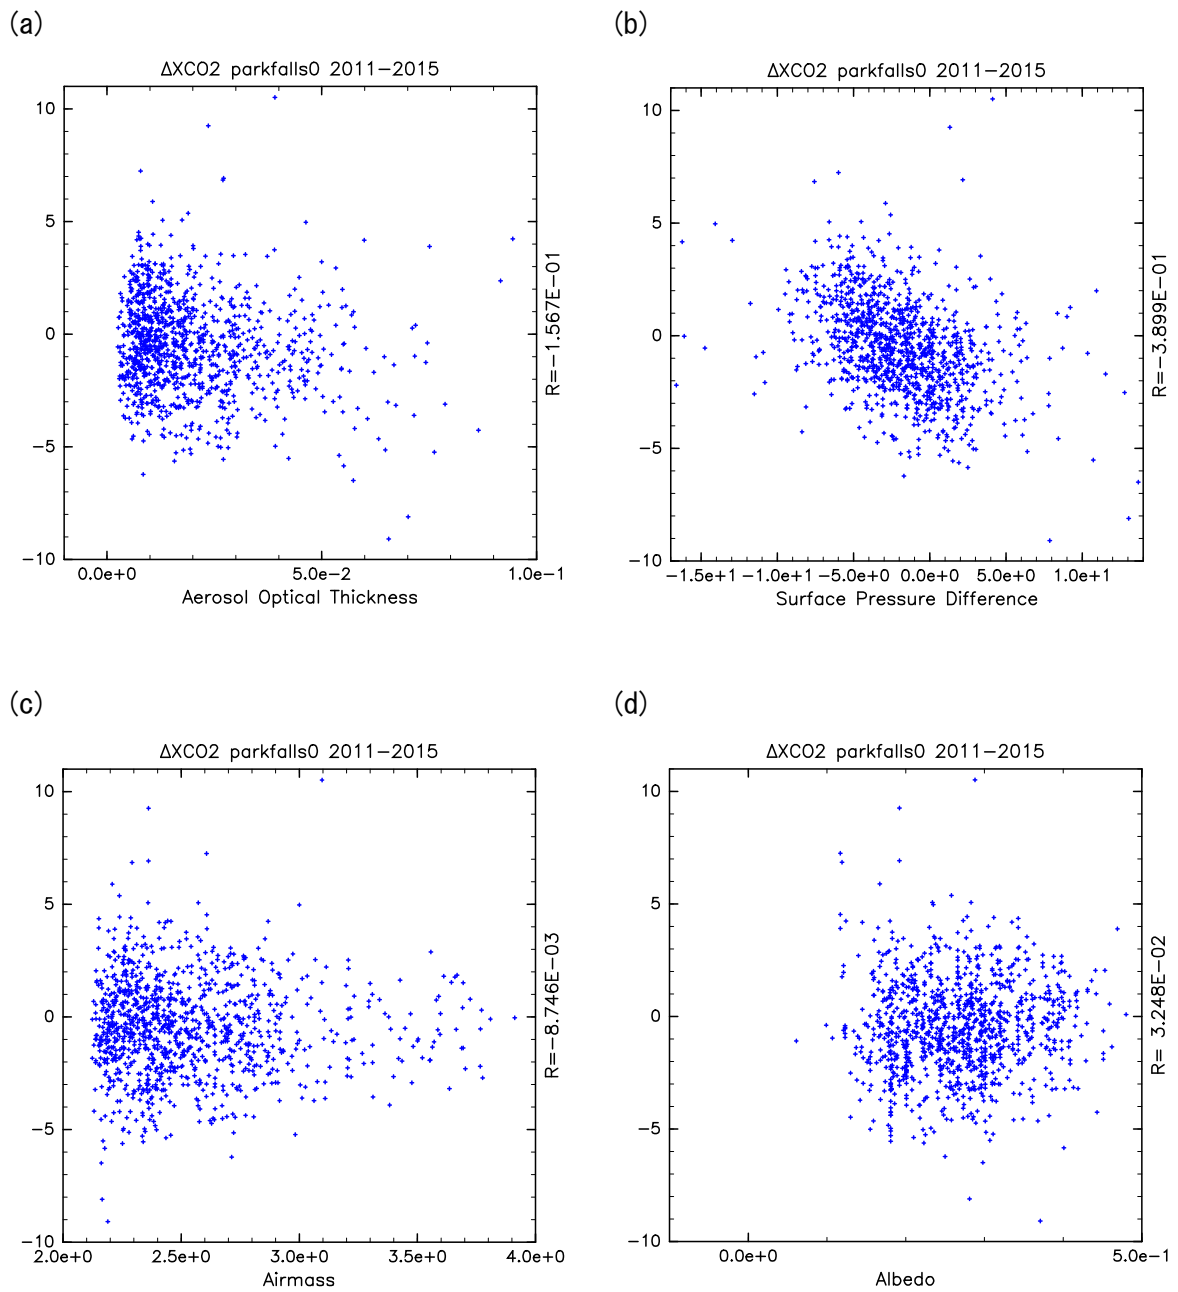 (a)
ΔXCO2 parkfalls0 2011−2015
10
5
0
−5
−10
0.0e+0 5.0e−2 1.0e−1
Aerosol Optical Thickness
R=−1.567E−01
(b)
ΔXCO2 parkfalls0 2011−2015
10
5
0
−5
−10
−1.5e+1 −1.0e+1 −5.0e+0 0.0e+0 5.0e+0 1.0e+1
Surface Pressure Difference
R=−3.899E−01
(c)
ΔXCO2 parkfalls0 2011−2015
10
5
0
−5
−10
2.0e+0 2.5e+0 3.0e+0 3.5e+0 4.0e+0
Airmass
R=−8.746E−03
(d)
ΔXCO2 parkfalls0 2011−2015
10
5
0
−5
−10
0.0e+0 5.0e−1
Albedo
R= 3.248E−02